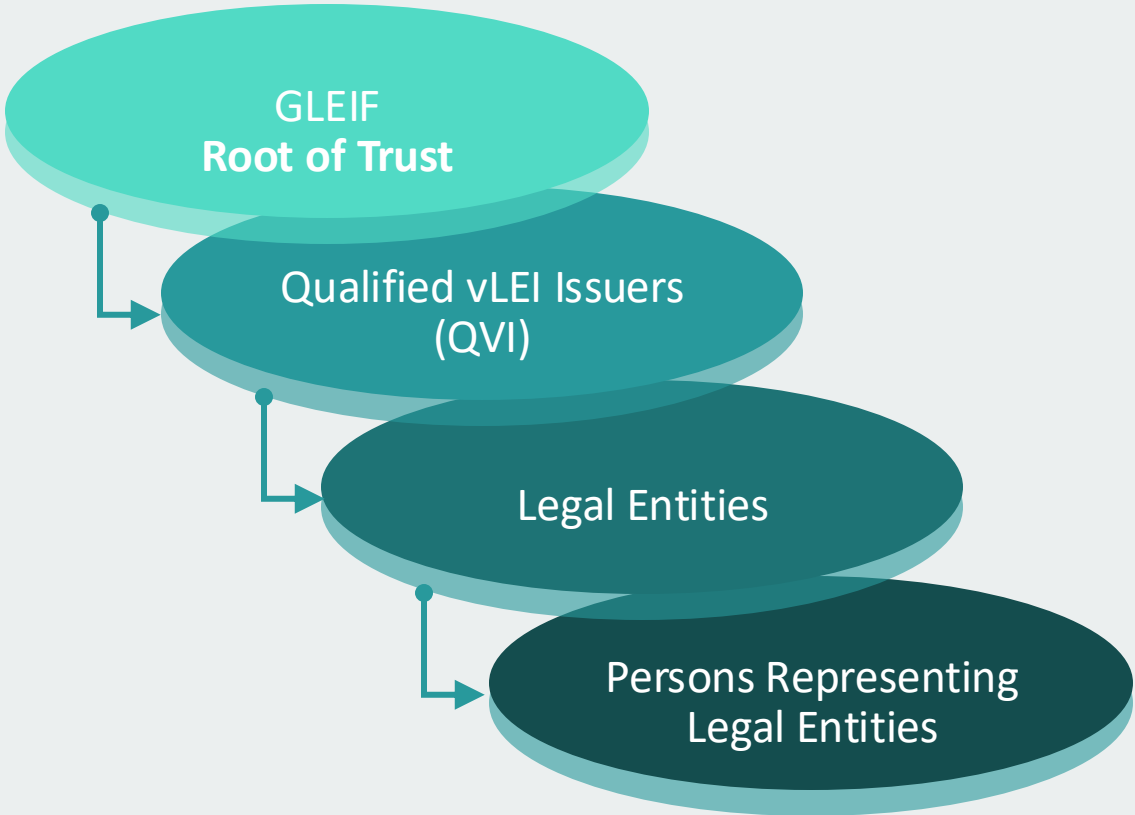 GLEIF
Root of Trust
Qualified vLEI Issuers
(QVI)
Legal Entities
Persons Representing
Legal Entities